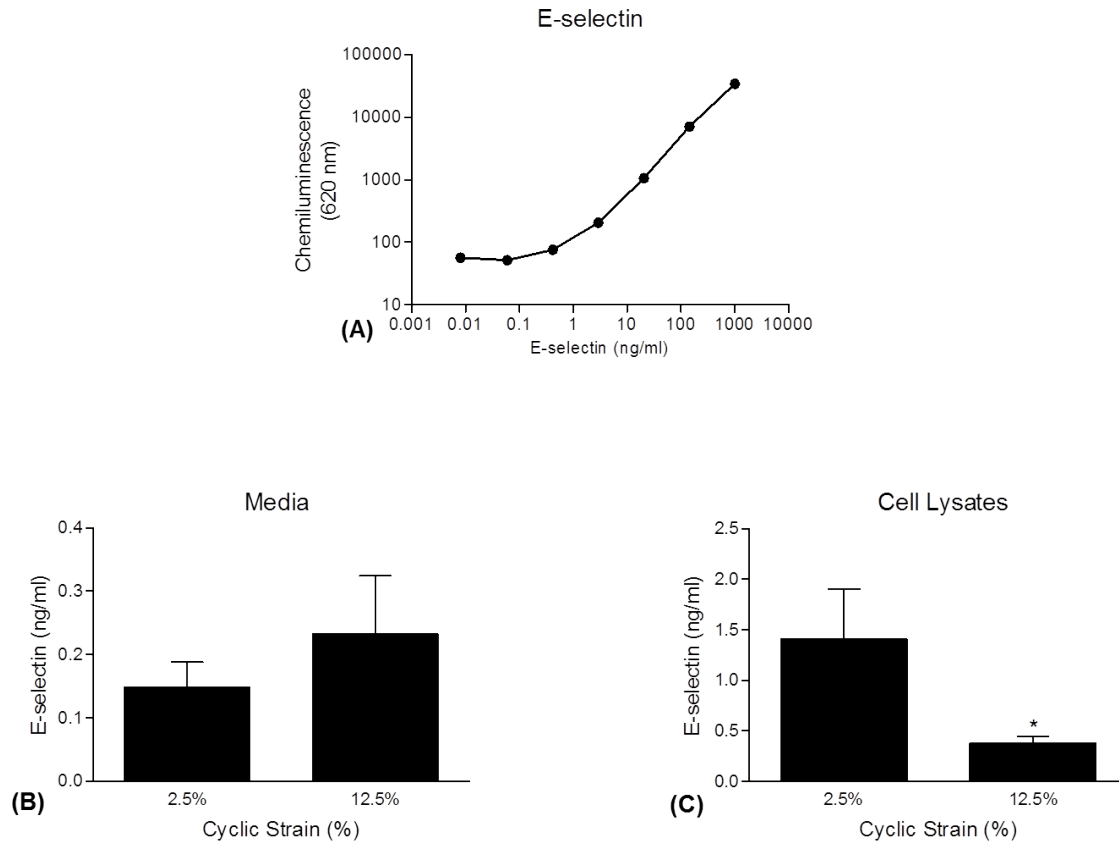 E-selectin
100000
10000
1000
100
10
Chemiluminescence
(620 nm)
0.001 0.01 0.1 1 10 100 1000 10000
E-selectin (ng/ml)
(A)
Media
0.4
0.3
0.2
0.1
0.0
E-selectin (ng/ml)
2.5% 12.5%
Cyclic Strain (%)
(B)
Cell Lysates
2.5
2.0
1.5
1.0
0.5
0.0
E-selectin (ng/ml)
*
2.5% 12.5%
Cyclic Strain (%)
(C)